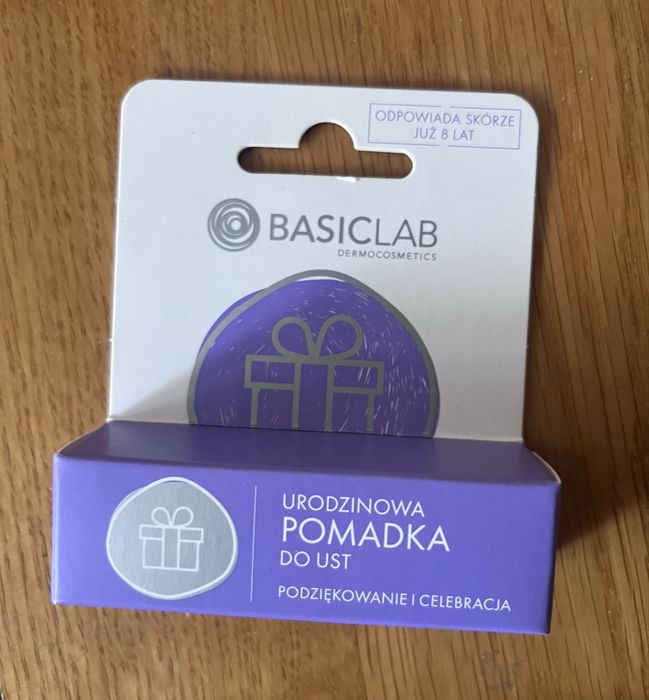 ODPOWIADA SKÓRZE
JUŻ 8 LAT
BASICLAB
DERMOCOSMETICS
URODZINOWA
POMADKA
DO UST
PODZIĘKOWANIE I CELEBRACJA